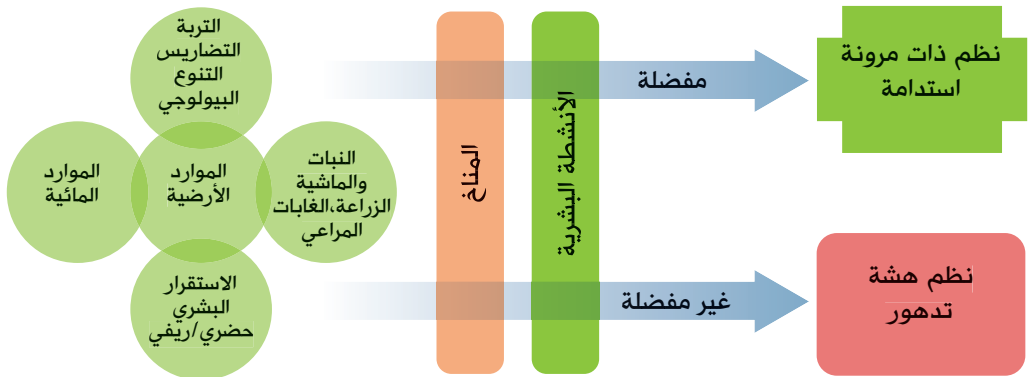 التربة
التضاريس
التنوع
البيولوجي
الموارد
المائية
الموارد
الأرضية
النبات
والماشية
الزراعة،الغابات
المراعي
الاستقرار
البشري
حضري/ريفي
المناخ
الأنشطة البشرية
مفضلة
غير مفضلة
نظم ذات مرونة
استدامة
نظم هشة
تدهور